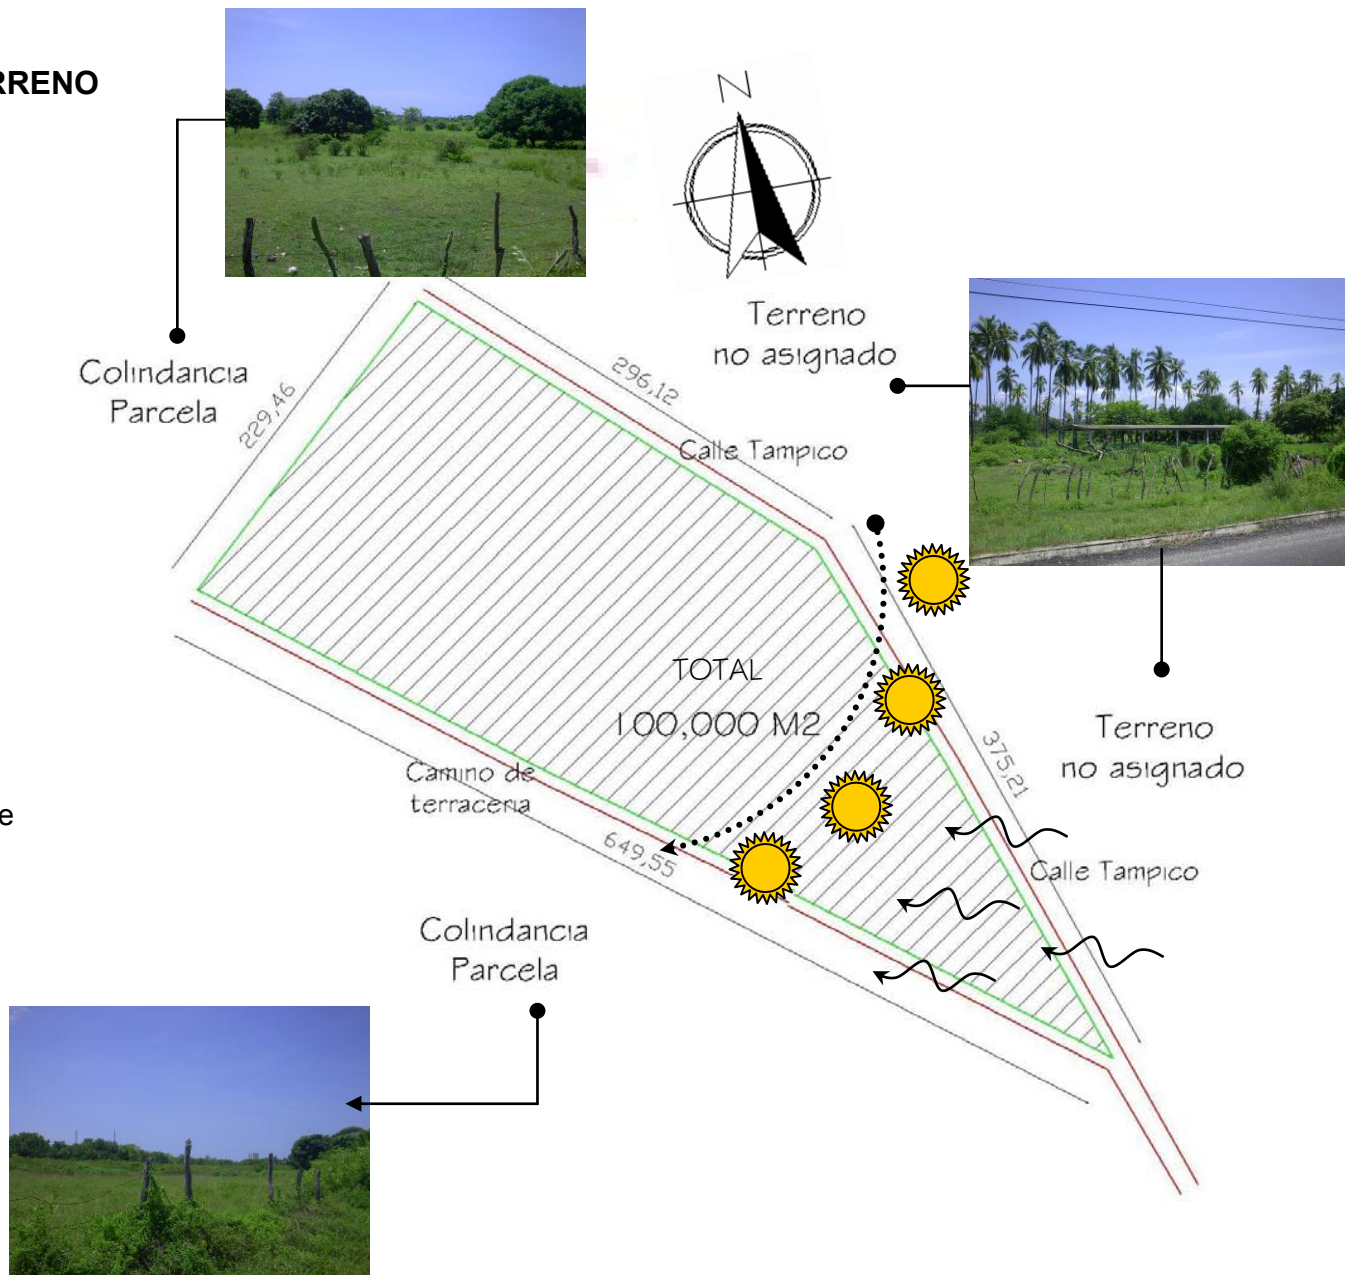 RRENO
N
Terreno
no asignado
Colindancia
Parcela
229,46
296,12
Calle Tampico
TOTAL
100,000 M2
375,21
Terreno
no asignado
Camino de
terraceria
e
649,55
Calle Tampico
Colindancia
Parcela